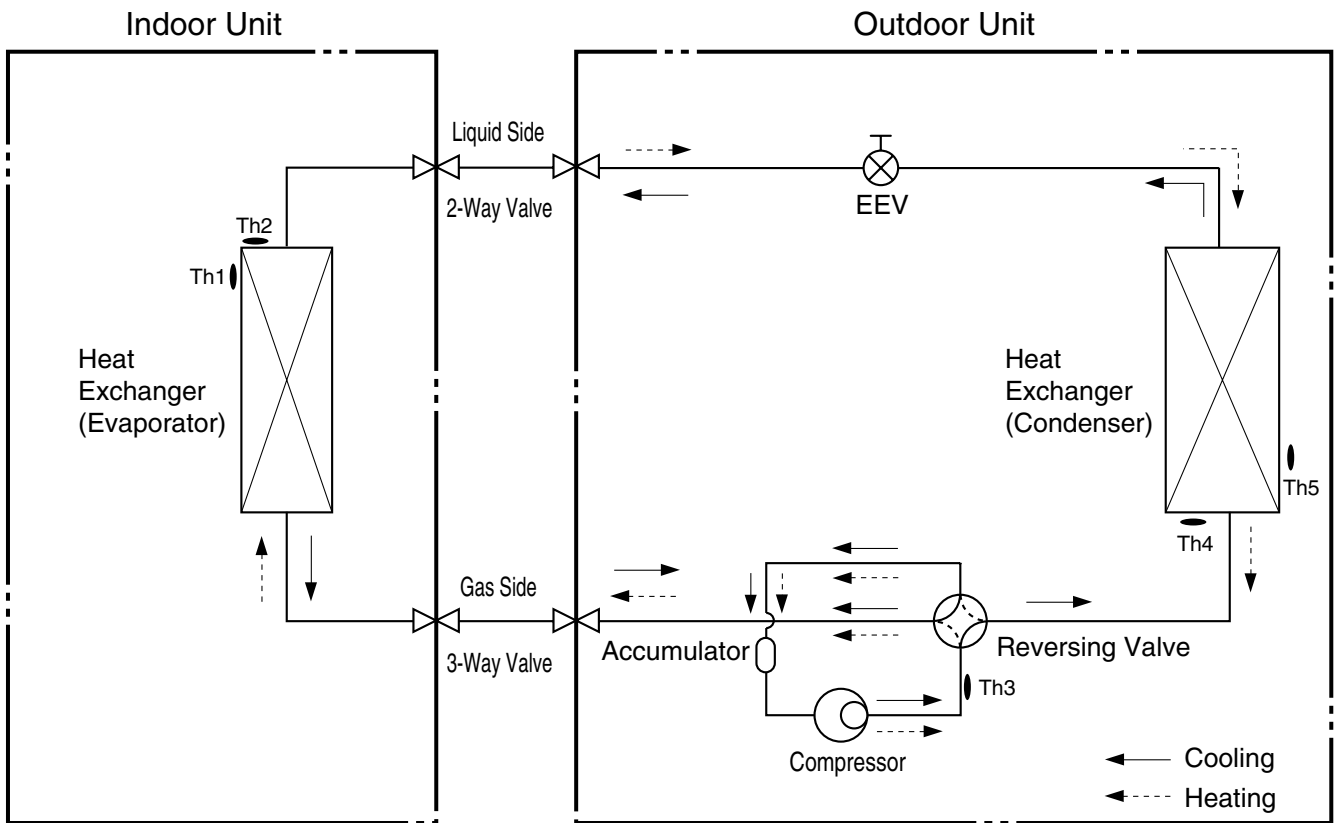 Indoor Unit
Outdoor Unit
Liquid Side
2-Way Valve
EEV
Th2
Th1
Heat
Exchanger
(Evaporator)
Heat
Exchanger
(Condenser)
Th5
Th4
Gas Side
3-Way Valve
Accumulator
Reversing Valve
Th3
Compressor
Cooling
Heating